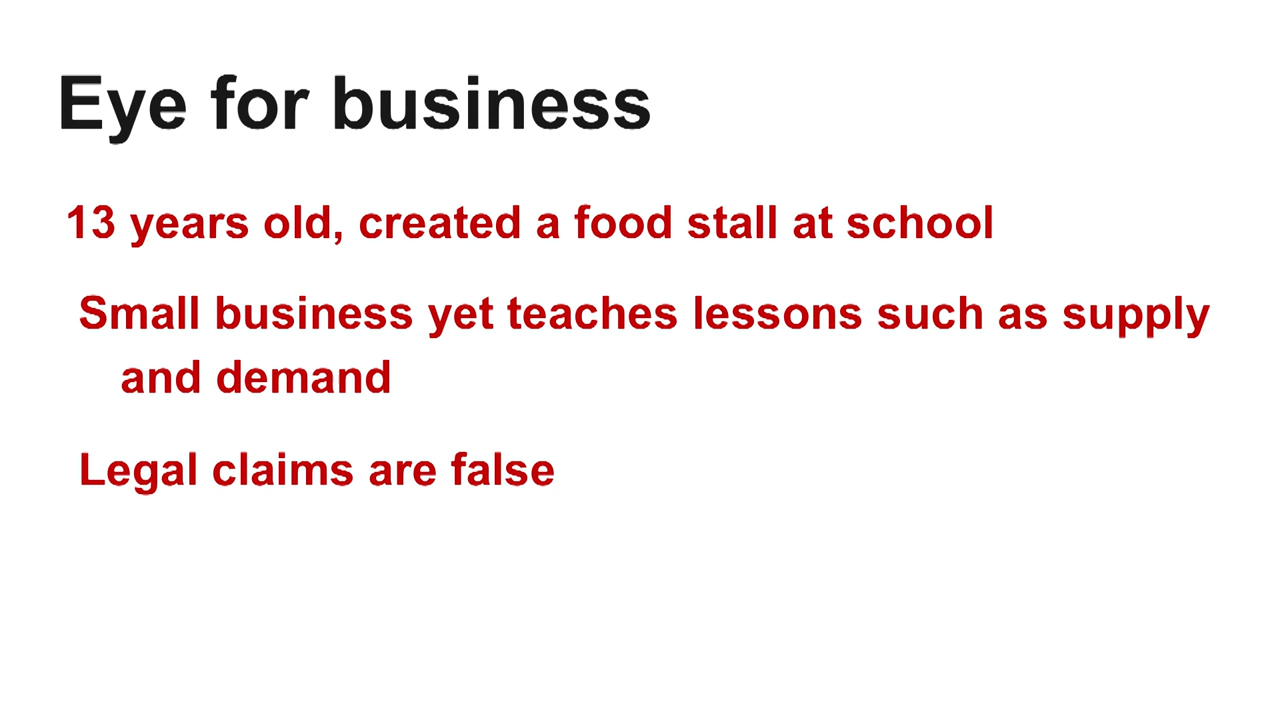 Eye for business
13 years old, created a food stall at school
Small business yet teaches lessons such as supply
and demand
Legal claims are false